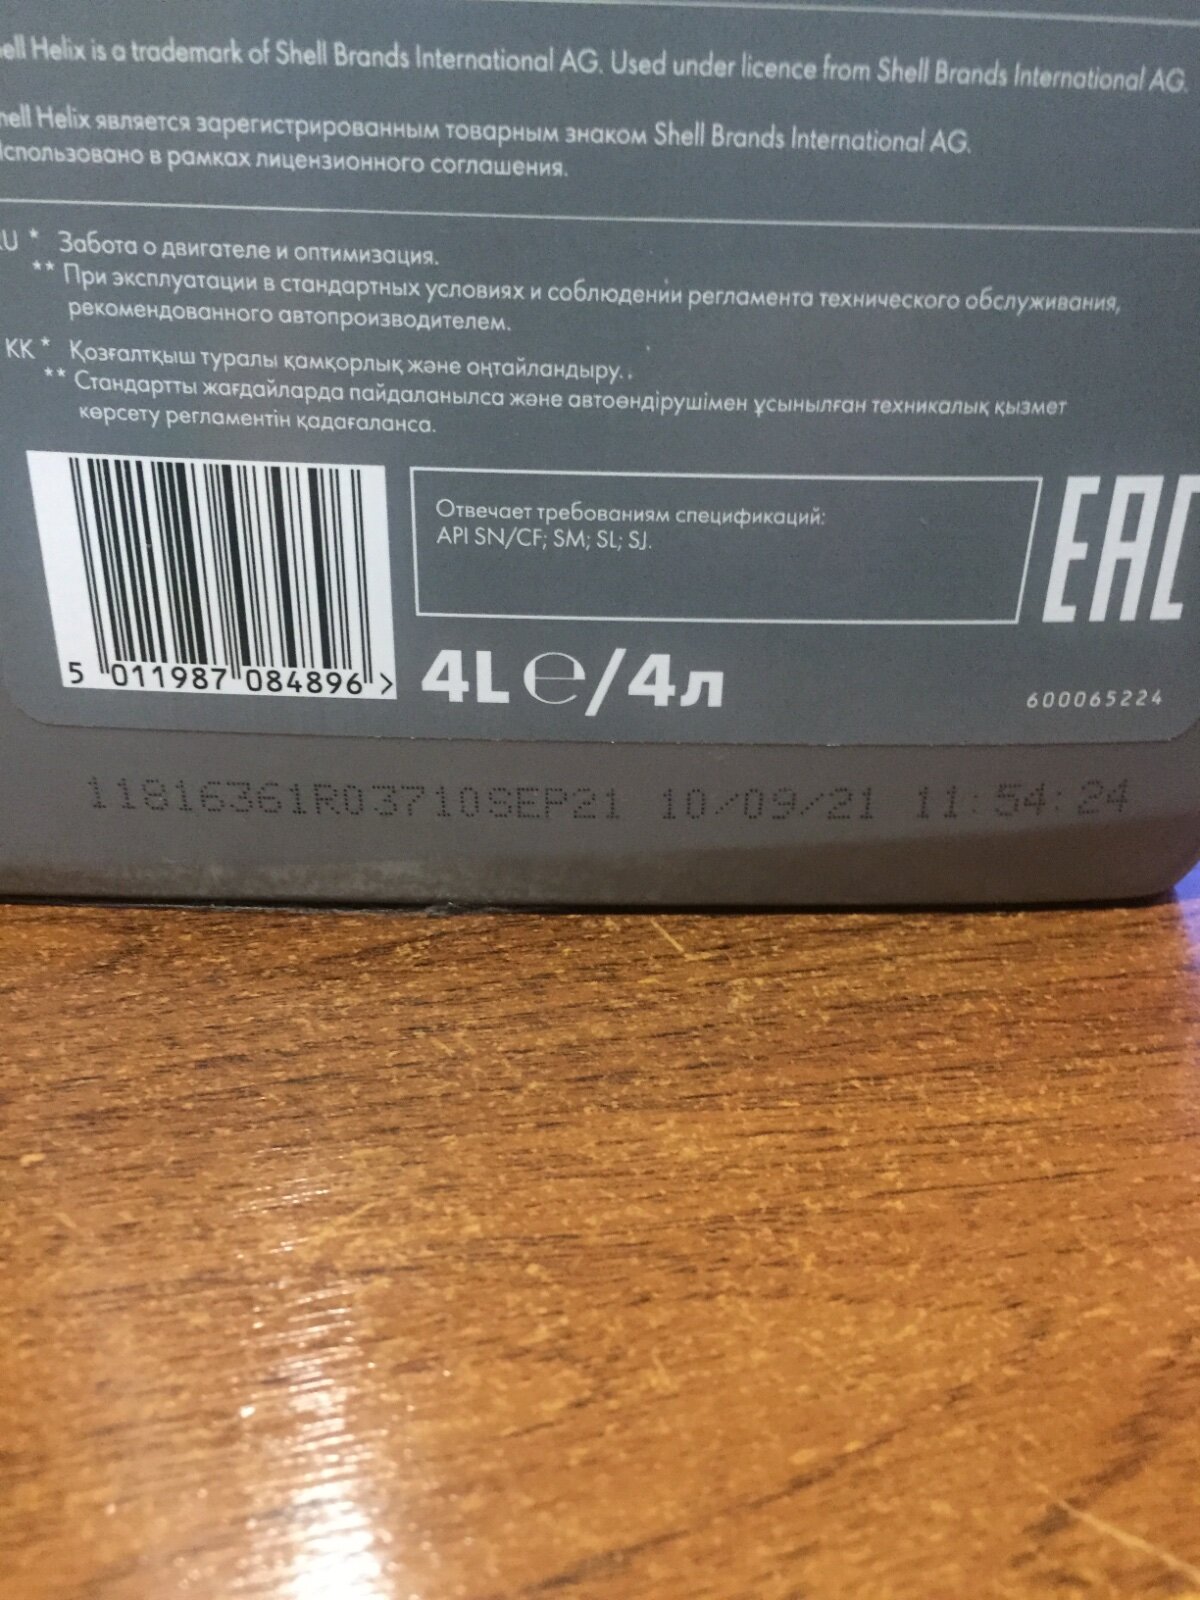 ell Helix is a trademark of Shell Brands International AG. Used under licence from Shell Brands International AG.
hell Helix является зарегистрированным товарным знаком Shell Brands International AG.
Использовано в рамках лицензионного соглашения.
RU * Забота о двигателе и оптимизация.
** При эксплуатации в стандартных условиях и соблюдении регламента технического обслуживания,
рекомендованного автопроизводителем.
KK * Қозғалтқыш туралы қамқорлық және оңтайландыру..
** Стандартты жағдайларда пайдаланылса және автоөндірушімен ұсынылған техникалық қызмет
көрсету регламентін қадағаланса.
Отвечает требованиям спецификаций:
API SN/CF; SM; SL; SJ.
EAC
5 011987 084896 >
4L ℮/4л
600065224
11816361R03710SEP21 10/09/21 11:54:24